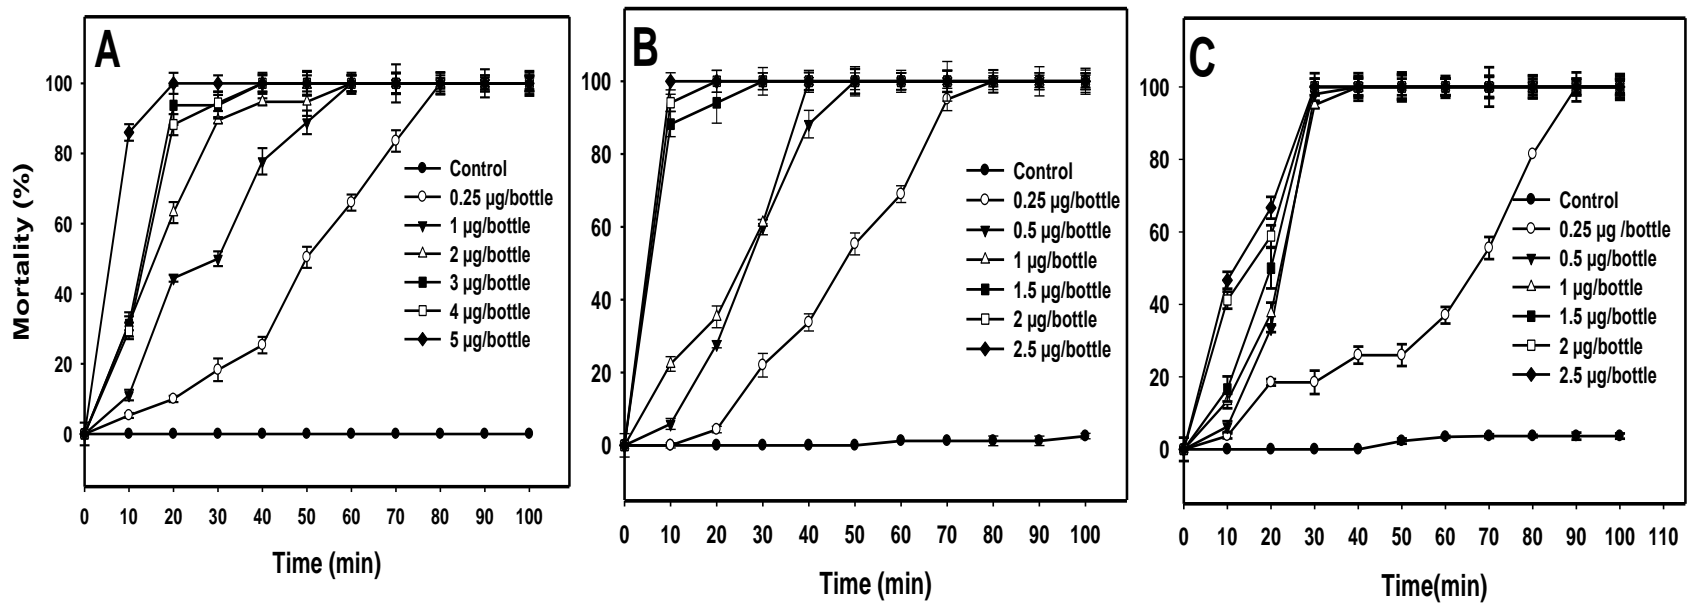 A
Mortality (%)
100
80
60
40
20
0
Control
0.25 µg/bottle
1 µg/bottle
2 µg/bottle
3 µg/bottle
4 µg/bottle
5 µg/bottle
0 10 20 30 40 50 60 70 80 90 100
Time (min)
B
100
80
60
40
20
0
Control
0.25 µg/bottle
0.5 µg/bottle
1 µg/bottle
1.5 µg/bottle
2 µg/bottle
2.5 µg/bottle
0 10 20 30 40 50 60 70 80 90 100
Time (min)
C
100
80
60
40
20
0
Control
0.25 µg /bottle
0.5 µg/bottle
1 µg/bottle
1.5 µg/bottle
2 µg/bottle
2.5 µg/bottle
0 10 20 30 40 50 60 70 80 90 100 110
Time(min)